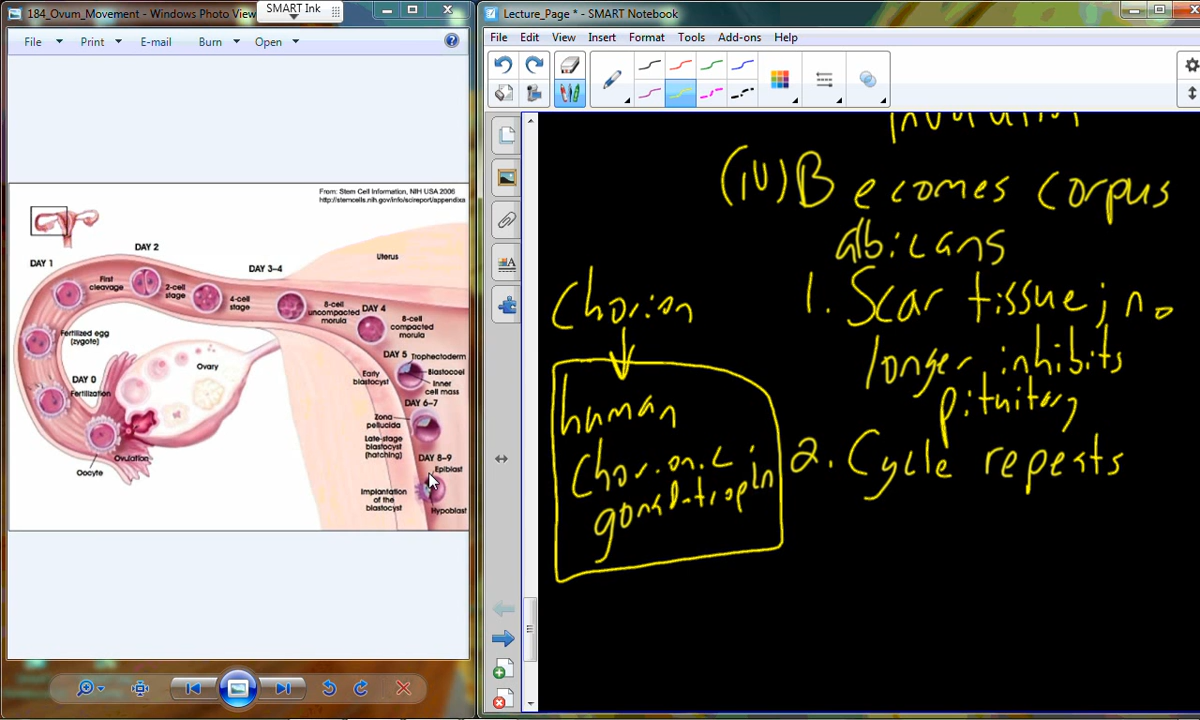 184_Ovum_Movement - Windows Photo View
SMART Ink
File Print E-mail Burn Open
From: Stem Cell Information, NIH USA 2006
http://stemcells.nih.gov/info/scireport/appendixa
Uterus
DAY 2
DAY 1
DAY 3-4
First
cleavage
2-cell
stage
4-cell
stage
8-cell
uncompacted
morula
DAY 4
8-cell
compacted
morula
Fertilized egg
(zygote)
DAY 5
Trophectoderm
Blastocoel
Inner
cell mass
Early
blastocyst
Ovary
DAY 0
Fertilization
DAY 6-7
Zona
pellucida
Late-stage
blastocyst
(hatching)
DAY 8-9
Epiblast
Ovulation
Oocyte
Implantation
of the
blastocyst
Hypoblast
Lecture_Page * - SMART Notebook
File Edit View Insert Format Tools Add-ons Help
Involution
(IV) Becomes corpus
albicans
1. Scar tissue; no
longer inhibits
pituitary
2. Cycle repeats
Chorion
human
Chorionic
gonadotropin